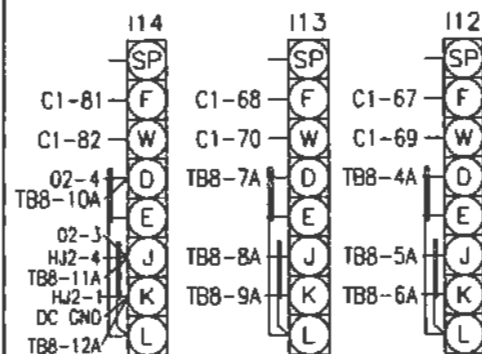 I14 I13 I12
SP SP SP
C1-81 F C1-68 F C1-67 F
C1-82 W C1-70 W C1-69 W
02-4 D TB8-7A D TB8-4A D
TB8-10A
E E E
02-3
HJ2-4 J TB8-8A J TB8-5A J
TB8-11A
HJ2-1 K TB8-9A K TB8-6A K
DC GND
TB8-12A L L L